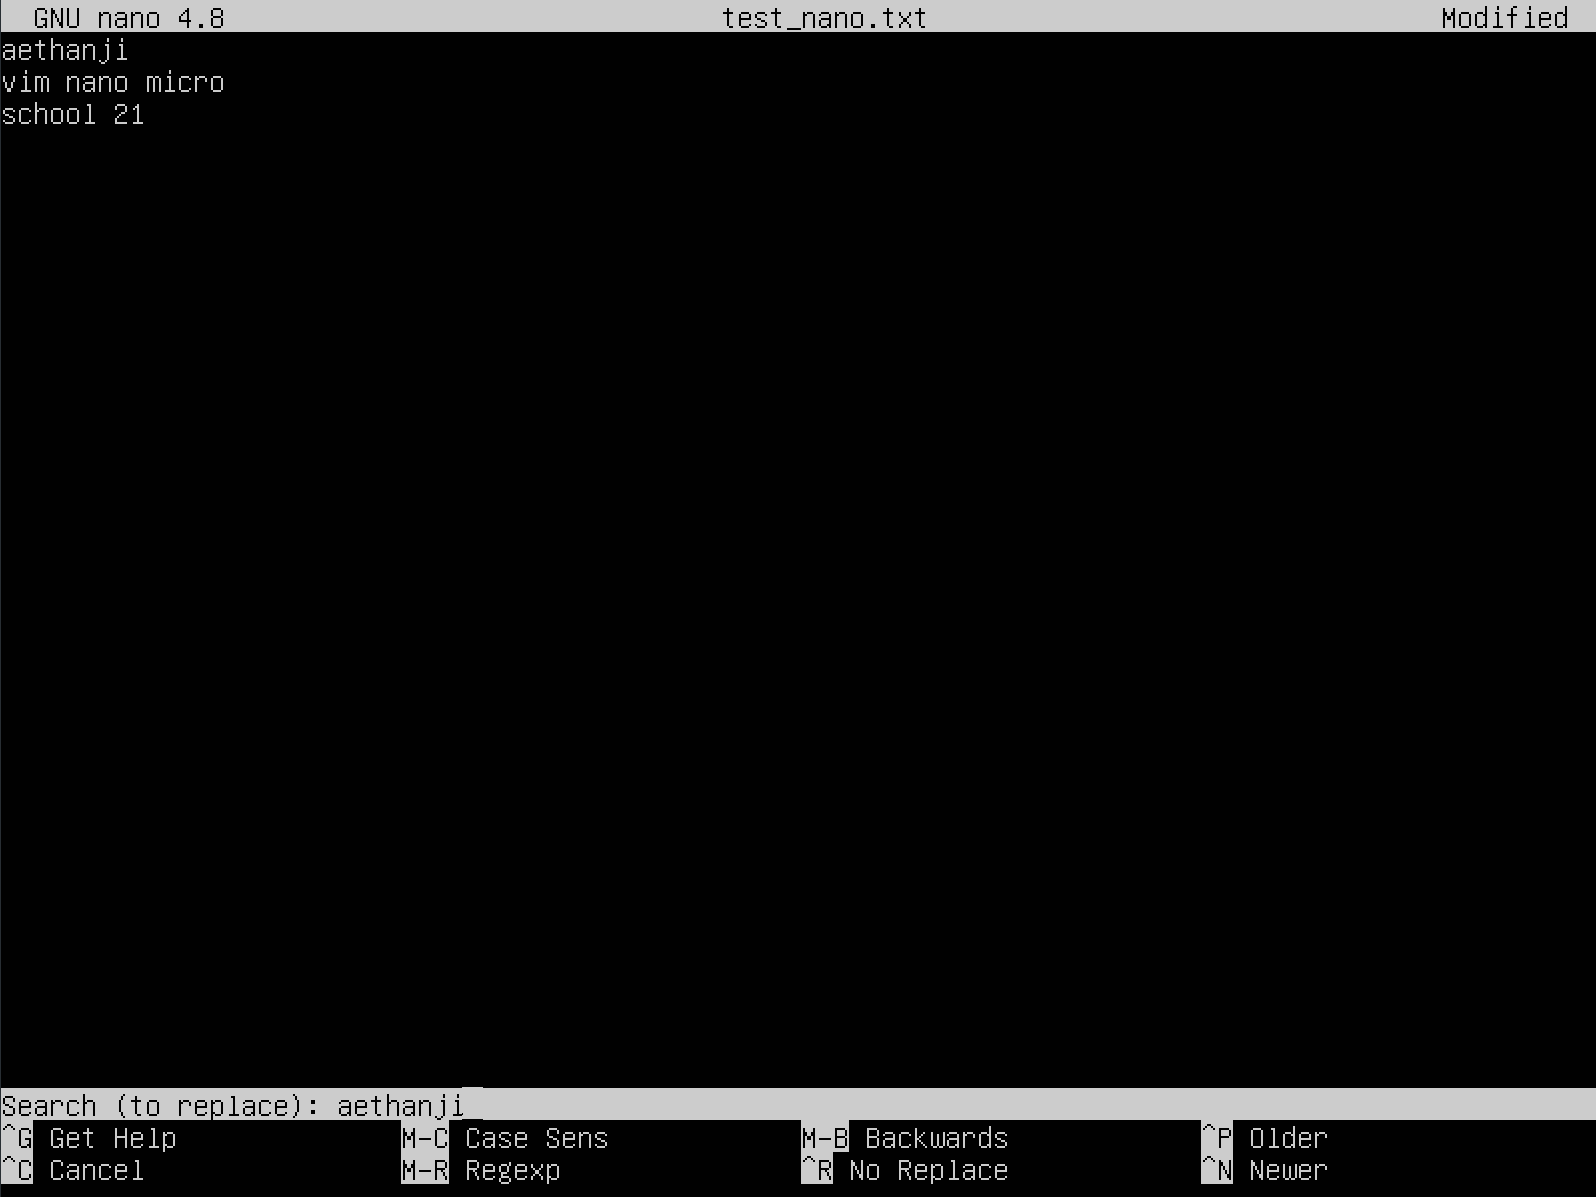 GNU nano 4.8 test_nano.txt Modified
aethanji
vim nano micro
school 21
Search (to replace): aethanji
^G Get Help M-C Case Sens M-B Backwards ^P Older
^C Cancel M-R Regexp ^R No Replace ^N Newer